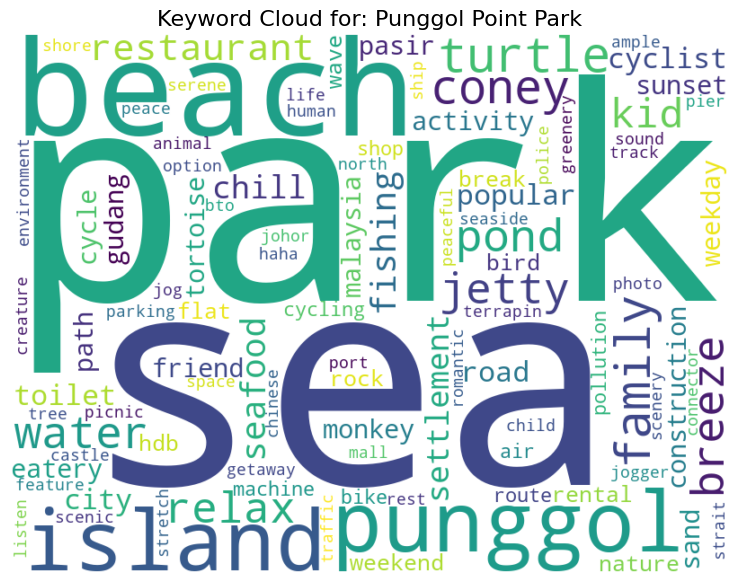 Keyword Cloud for: Punggol Point Park
shore
restaurant
wave
pasir
turtle
ample
cyclist
beach
serene
peace
life
human
ship
coney
sunset
kid
pier
activity
greenery
park
environment
animal
option
shop
north
break
police
sound
track
cycle
gudang
tortoise
chill
bto
malaysia
fishing
peaceful
popular
seaside
weekday
johor
haha
pond
bird
creature
jog
jetty
photo
path
parking
flat
cycling
terrapin
sea
friend
space
seafood
chinese
port
rock
settlement
romantic
road
pollution
family
scenery
construction
connector
breeze
toilet
tree
picnic
water
castle
hdb
monkey
mall
child
air
eatery
feature
getaway
city
machine
jogger
listen
scenic
stretch
relax
island
traffic
bike
rest
route
rental
punggol
weekend
nature
sand
strait